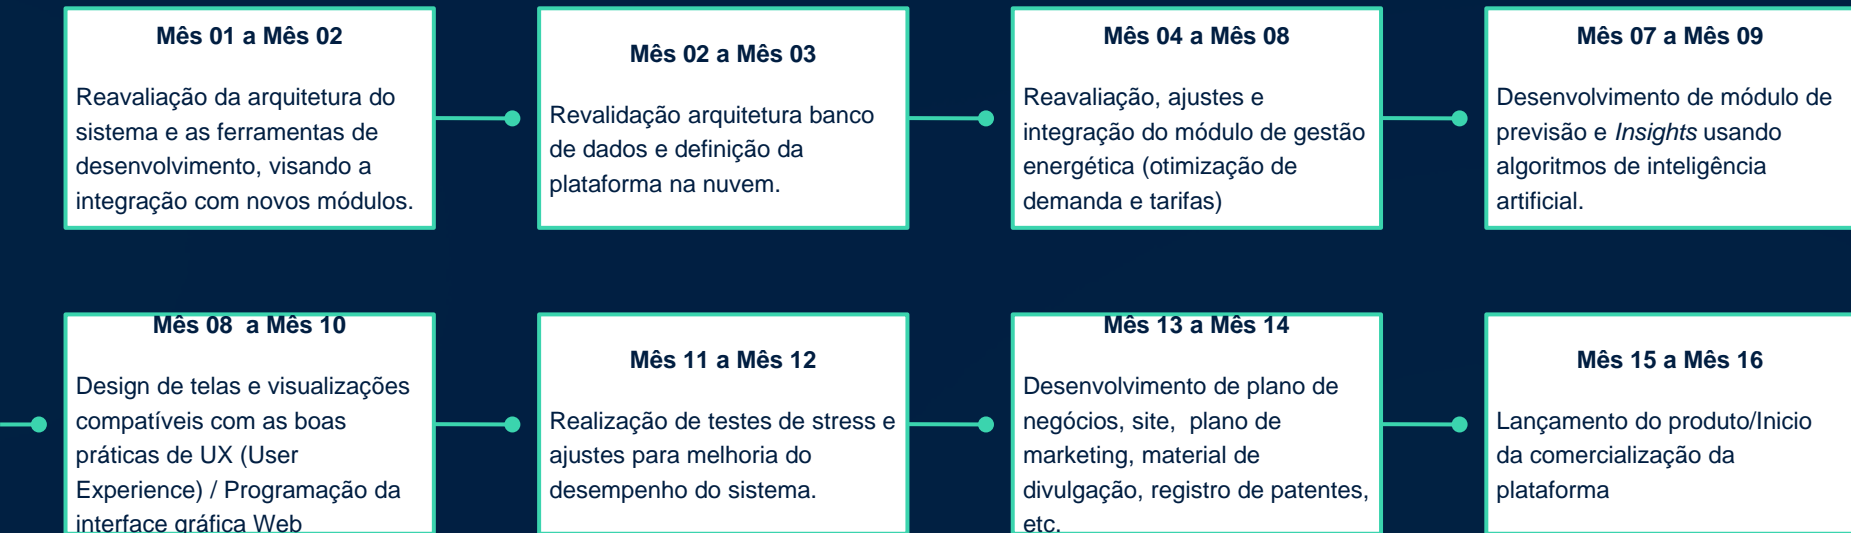 Mês 01 a Mês 02
Reavaliação da arquitetura do
sistema e as ferramentas de
desenvolvimento, visando a
integração com novos módulos.
Mês 02 a Mês 03
Revalidação arquitetura banco
de dados e definição da
plataforma na nuvem.
Mês 04 a Mês 08
Reavaliação, ajustes e
integração do módulo de gestão
energética (otimização de
demanda e tarifas)
Mês 07 a Mês 09
Desenvolvimento de módulo de
previsão e Insights usando
algoritmos de inteligência
artificial.
Mês 08 a Mês 10
Design de telas e visualizações
compatíveis com as boas
práticas de UX (User
Experience) / Programação da
interface gráfica Web
Mês 11 a Mês 12
Realização de testes de stress e
ajustes para melhoria do
desempenho do sistema.
Mês 13 a Mês 14
Desenvolvimento de plano de
negócios, site, plano de
marketing, material de
divulgação, registro de patentes,
etc.
Mês 15 a Mês 16
Lançamento do produto/Inicio
da comercialização da
plataforma